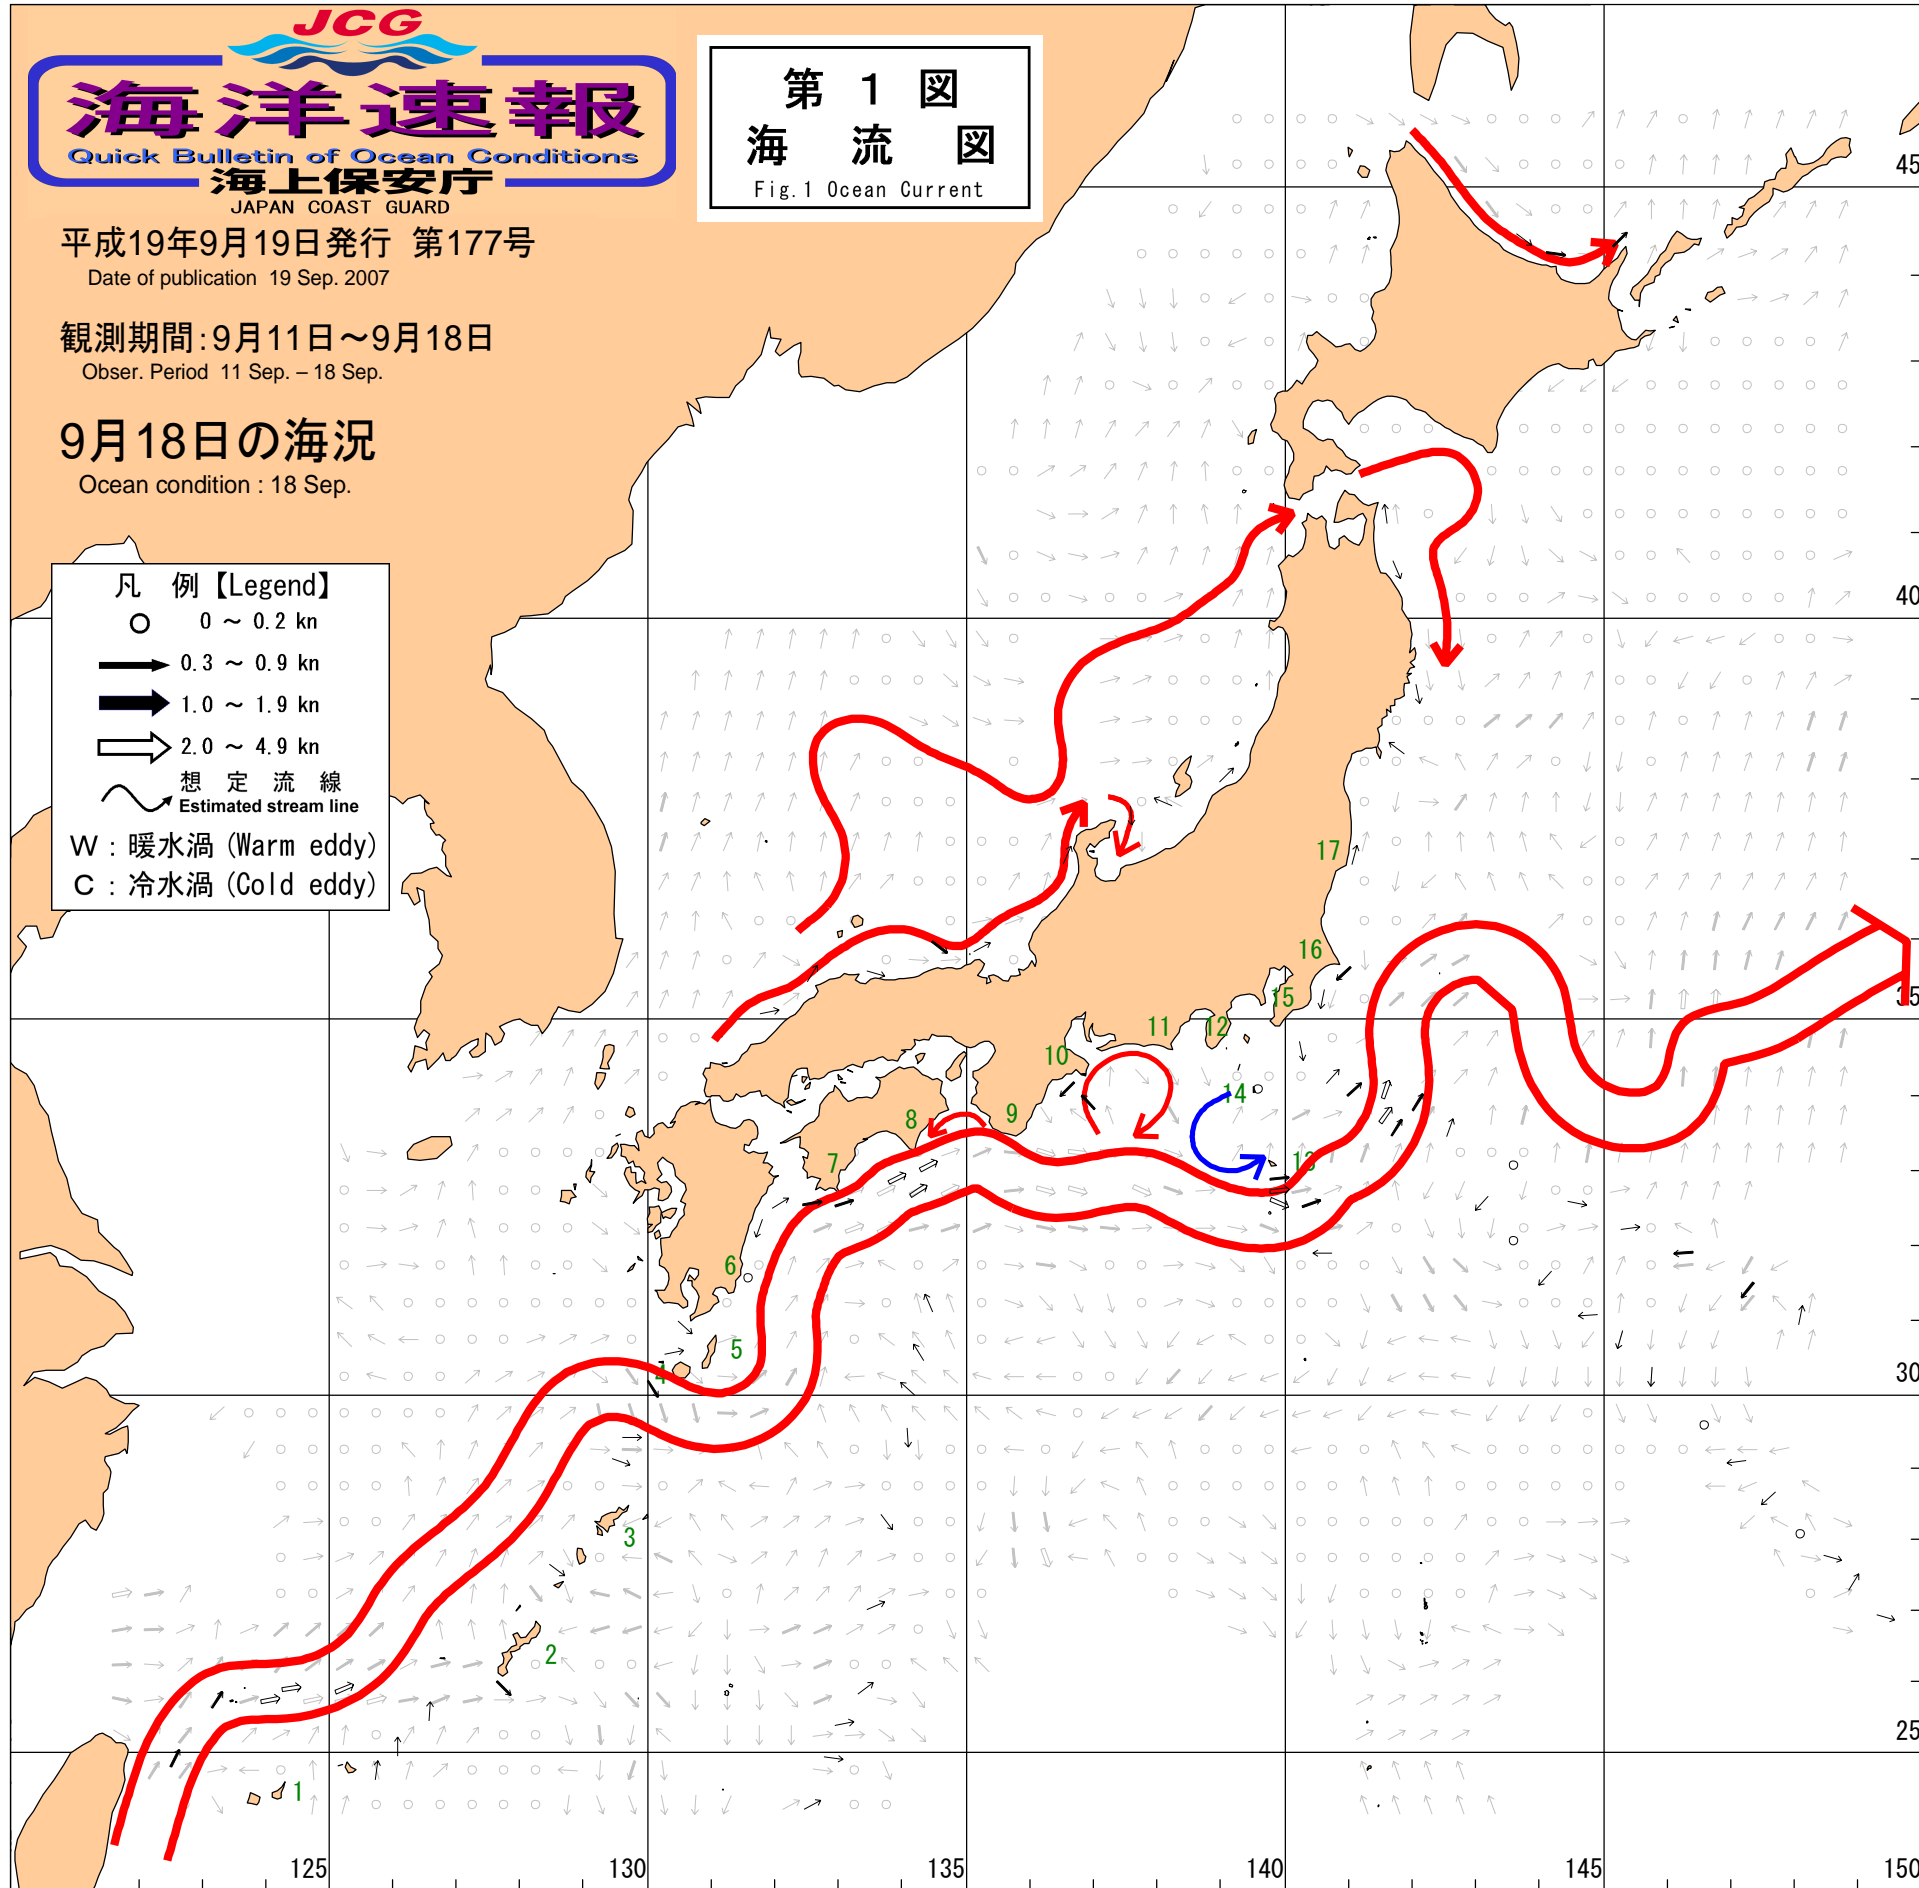 JCG
海洋速報
Quick Bulletin of Ocean Conditions
海上保安庁
JAPAN COAST GUARD
第 1 図
海 流 図
Fig.1 Ocean Current
平成19年9月19日発行 第177号
Date of publication 19 Sep. 2007
観測期間:9月11日~9月18日
Obser. Period 11 Sep. – 18 Sep.
9月18日の海況
Ocean condition : 18 Sep.
凡 例【Legend】
0 ~ 0.2 kn
0.3 ~ 0.9 kn
1.0 ~ 1.9 kn
2.0 ~ 4.9 kn
想 定 流 線
Estimated stream line
W : 暖水渦 (Warm eddy)
C : 冷水渦 (Cold eddy)
45
40
17
16
15
35
12
11
10
14
9
8
7
13
6
5
4
30
3
2
25
1
125
130
135
140
145
150